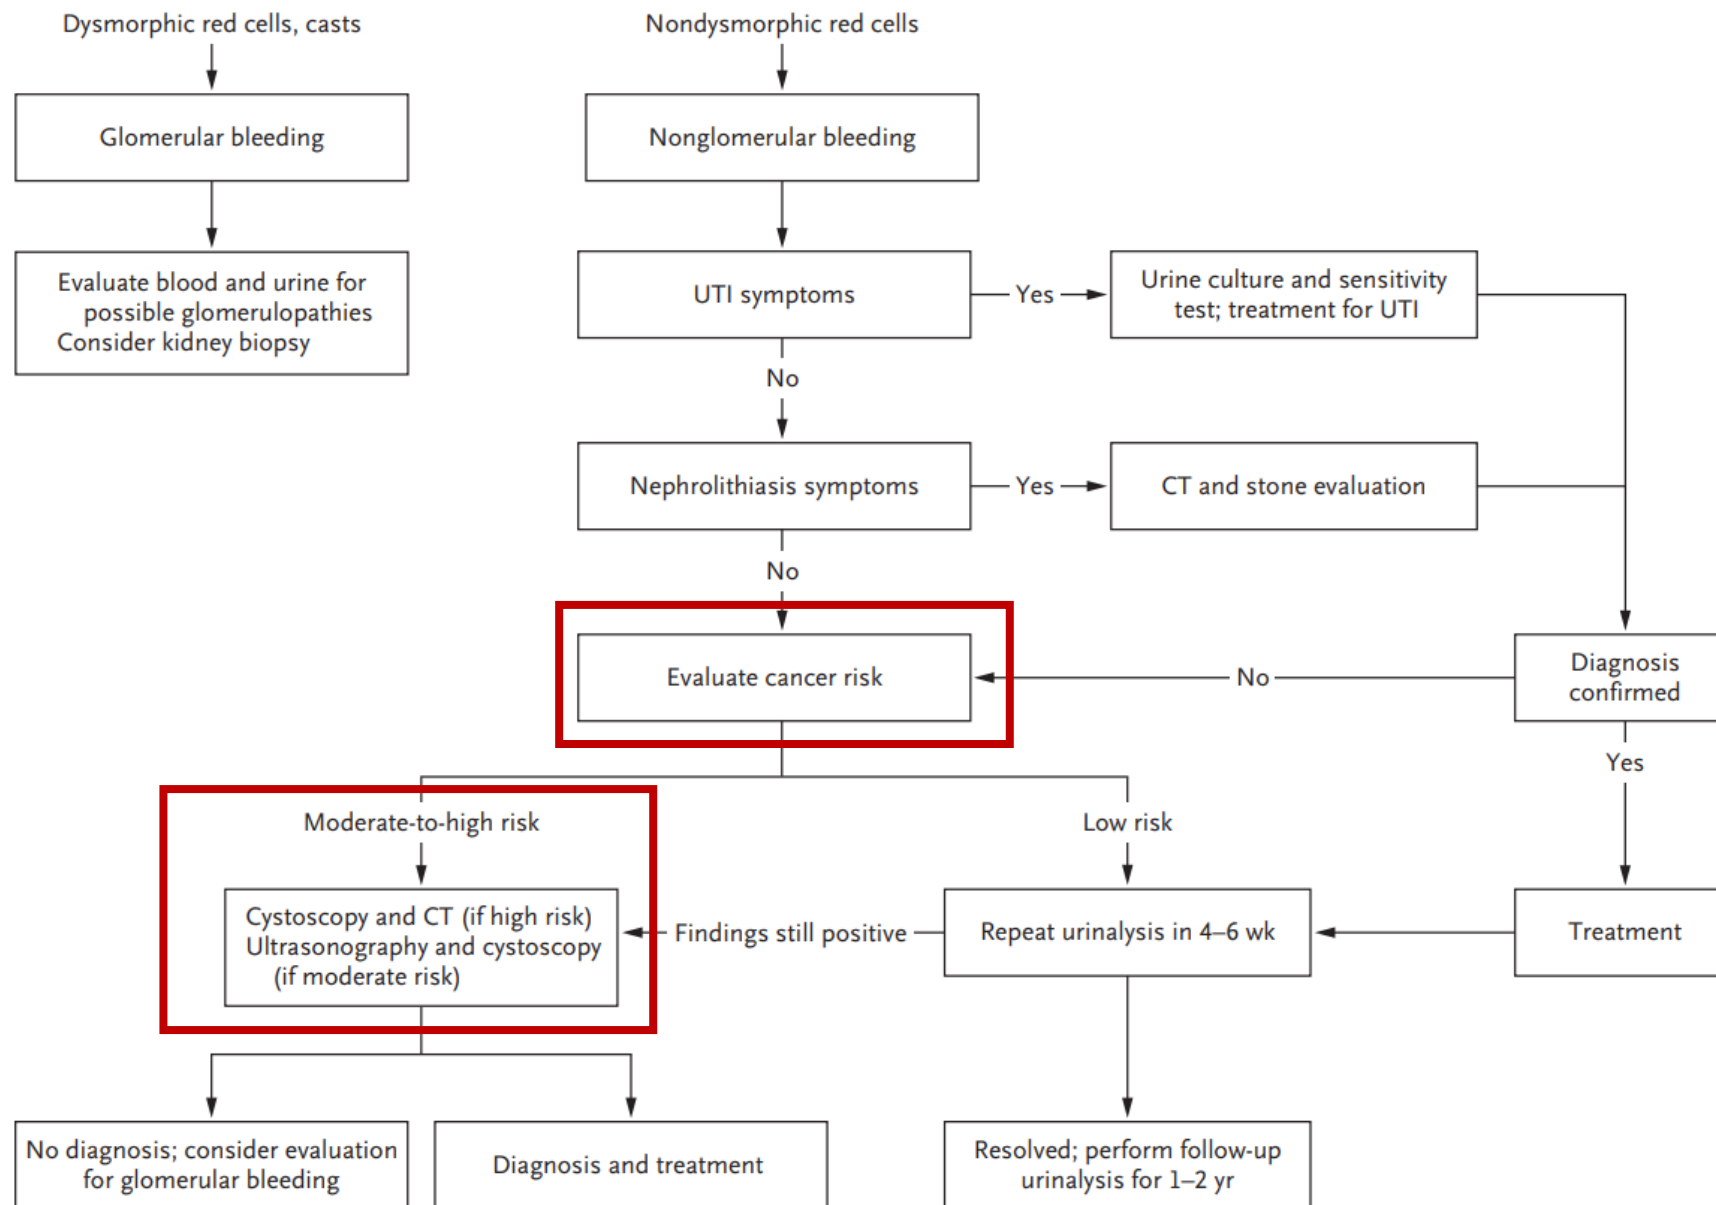 Dysmorphic red cells, casts
Nondysmorphic red cells
Glomerular bleeding
Nonglomerular bleeding
Evaluate blood and urine for
possible glomerulopathies
Consider kidney biopsy
UTI symptoms
Yes
Urine culture and sensitivity
test; treatment for UTI
No
Nephrolithiasis symptoms
Yes
CT and stone evaluation
No
Evaluate cancer risk
No
Diagnosis
confirmed
Yes
Moderate-to-high risk
Low risk
Cystoscopy and CT (if high risk)
Ultrasonography and cystoscopy
(if moderate risk)
Findings still positive
Repeat urinalysis in 4–6 wk
Treatment
No diagnosis; consider evaluation
for glomerular bleeding
Diagnosis and treatment
Resolved; perform follow-up
urinalysis for 1–2 yr